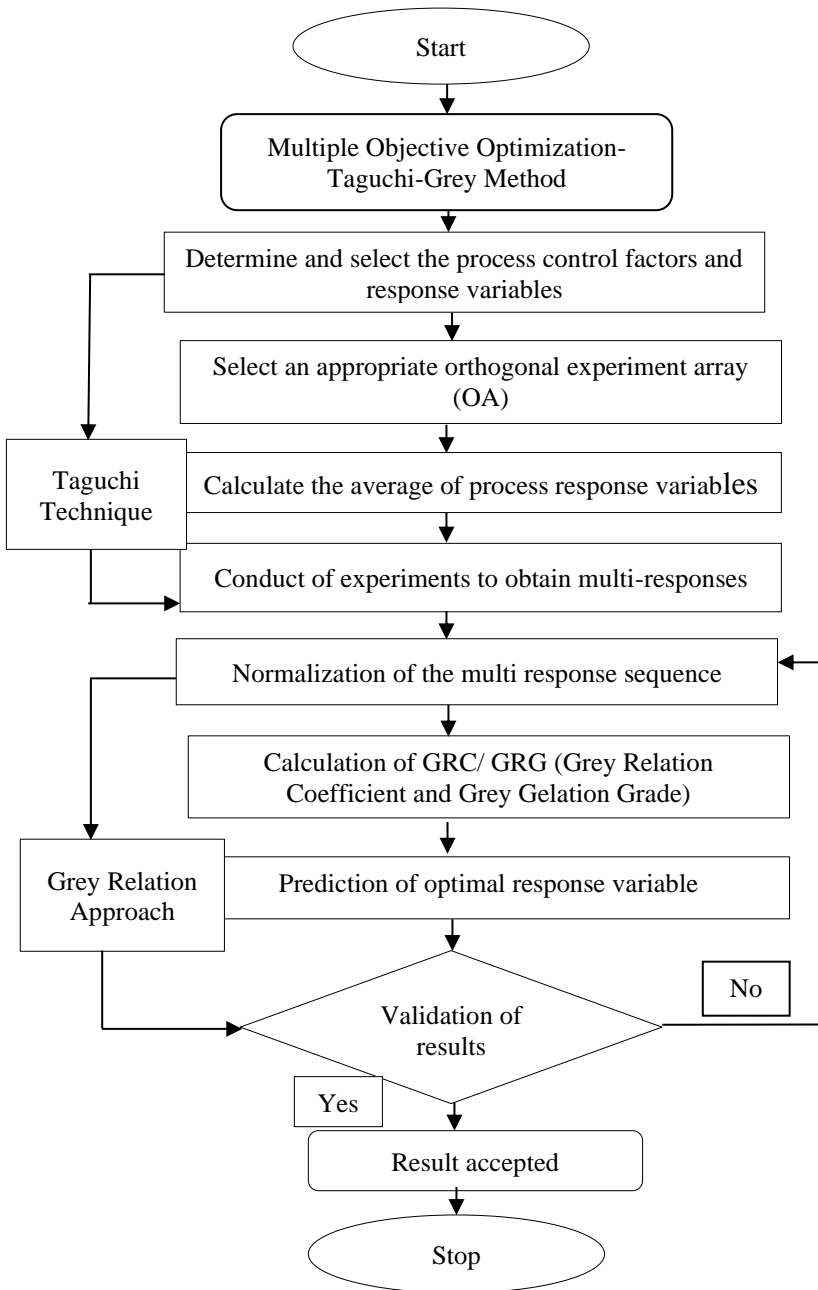 Start
Multiple Objective Optimization-
Taguchi-Grey Method
Determine and select the process control factors and
response variables
Select an appropriate orthogonal experiment array
(OA)
Taguchi
Technique
Calculate the average of process response variables
Conduct of experiments to obtain multi-responses
Normalization of the multi response sequence
Calculation of GRC/ GRG (Grey Relation
Coefficient and Grey Gelation Grade)
Grey Relation
Approach
Prediction of optimal response variable
Validation of
results
No
Yes
Result accepted
Stop